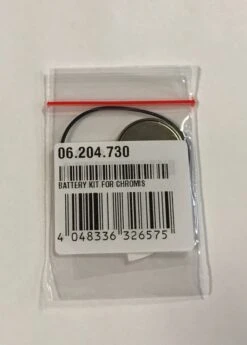 06.204.730
BATTERY KIT FOR CHROMIS
4 048336 326575